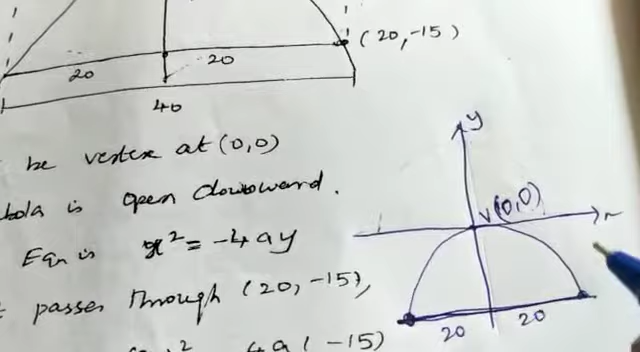 (20,-15)
20
20
40
be vertex at (0,0)
is open downward.
Eqn is x² = -4ay
passes through (20,-15),
4a(-15)
y
V(0,0)
20
20